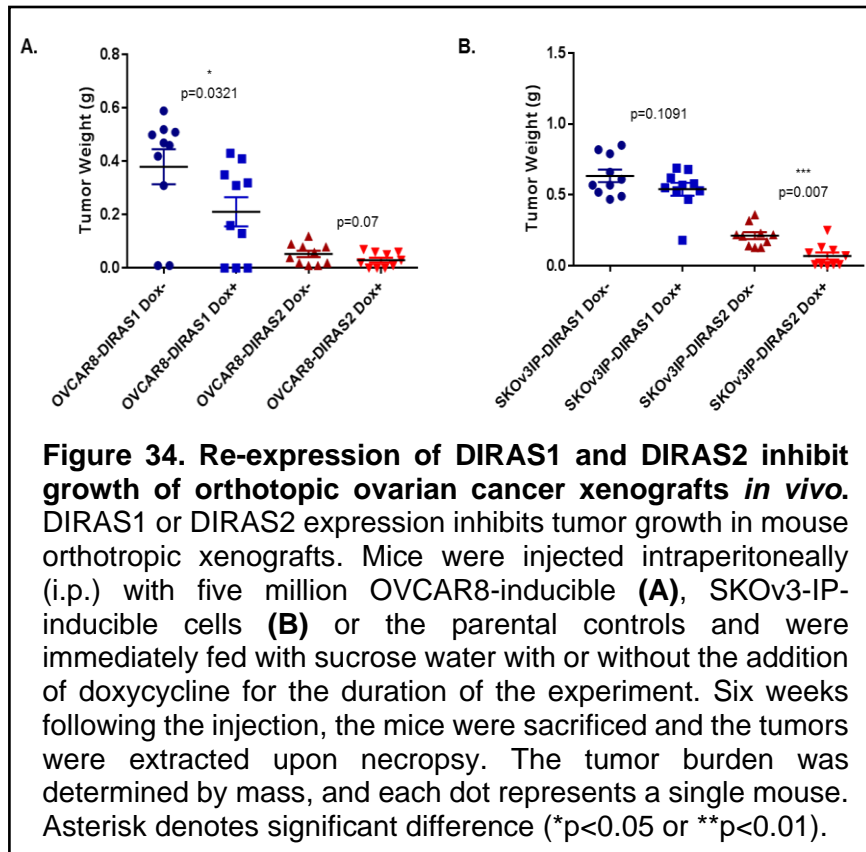 A.
Tumor Weight (g)
0.8
0.6
0.4
0.2
0.0
*
p=0.0321
p=0.07
OVCAR8-DIRAS1 Dox-
OVCAR8-DIRAS1 Dox+
OVCAR8-DIRAS2 Dox-
OVCAR8-DIRAS2 Dox+
B.
Tumor Weight (g)
1.5
1.0
0.5
0.0
p=0.1091
***
p=0.007
SKOv3IP-DIRAS1 Dox-
SKOv3IP-DIRAS1 Dox+
SKOv3IP-DIRAS2 Dox-
SKOv3IP-DIRAS2 Dox+
Figure 34. Re-expression of DIRAS1 and DIRAS2 inhibit
growth of orthotopic ovarian cancer xenografts in vivo.
DIRAS1 or DIRAS2 expression inhibits tumor growth in mouse
orthotropic xenografts. Mice were injected intraperitoneally
(i.p.) with five million OVCAR8-inducible (A), SKOv3-IP-
inducible cells (B) or the parental controls and were
immediately fed with sucrose water with or without the addition
of doxycycline for the duration of the experiment. Six weeks
following the injection, the mice were sacrificed and the tumors
were extracted upon necropsy. The tumor burden was
determined by mass, and each dot represents a single mouse.
Asterisk denotes significant difference (*p<0.05 or **p<0.01).